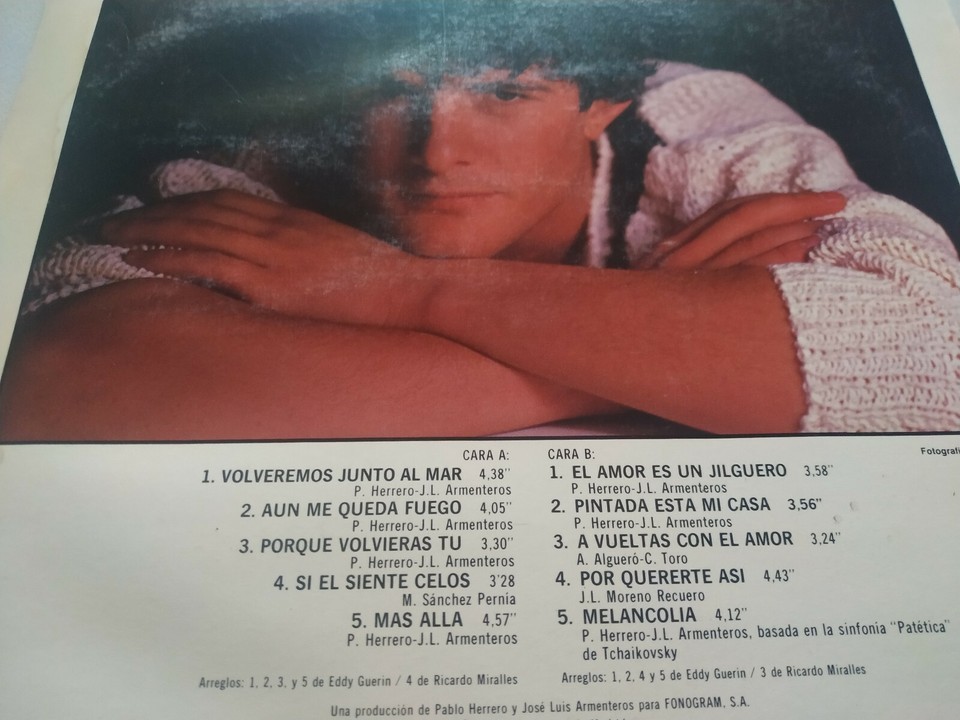 CARA A:
1. VOLVEREMOS JUNTO AL MAR 4,38"
P. Herrero-J.L. Armenteros
2. AUN ME QUEDA FUEGO 4,05"
P. Herrero-J.L. Armenteros
3. PORQUE VOLVIERAS TU 3,30"
P. Herrero-J.L. Armenteros
4. SI EL SIENTE CELOS 3'28
M. Sánchez Pernía
5. MAS ALLA 4,57"
P. Herrero-J.L. Armenteros
Arreglos: 1, 2, 3, y 5 de Eddy Guerin / 4 de Ricardo Miralles
CARA B:
1. EL AMOR ES UN JILGUERO 3,58"
P. Herrero-J.L. Armenteros
2. PINTADA ESTA MI CASA 3,56"
P. Herrero-J.L. Armenteros
3. A VUELTAS CON EL AMOR 3,24"
A. Algueró-C. Toro
4. POR QUERERTE ASI 4,43"
J.L. Moreno Recuero
5. MELANCOLIA 4,12"
P. Herrero-J.L. Armenteros, basada en la sinfonia "Patética"
de Tchaikovsky
Arreglos: 1, 2, 4 y 5 de Eddy Guerin / 3 de Ricardo Miralles
Fotografi
Una producción de Pablo Herrero y José Luis Armenteros para FONOGRAM, S.A.